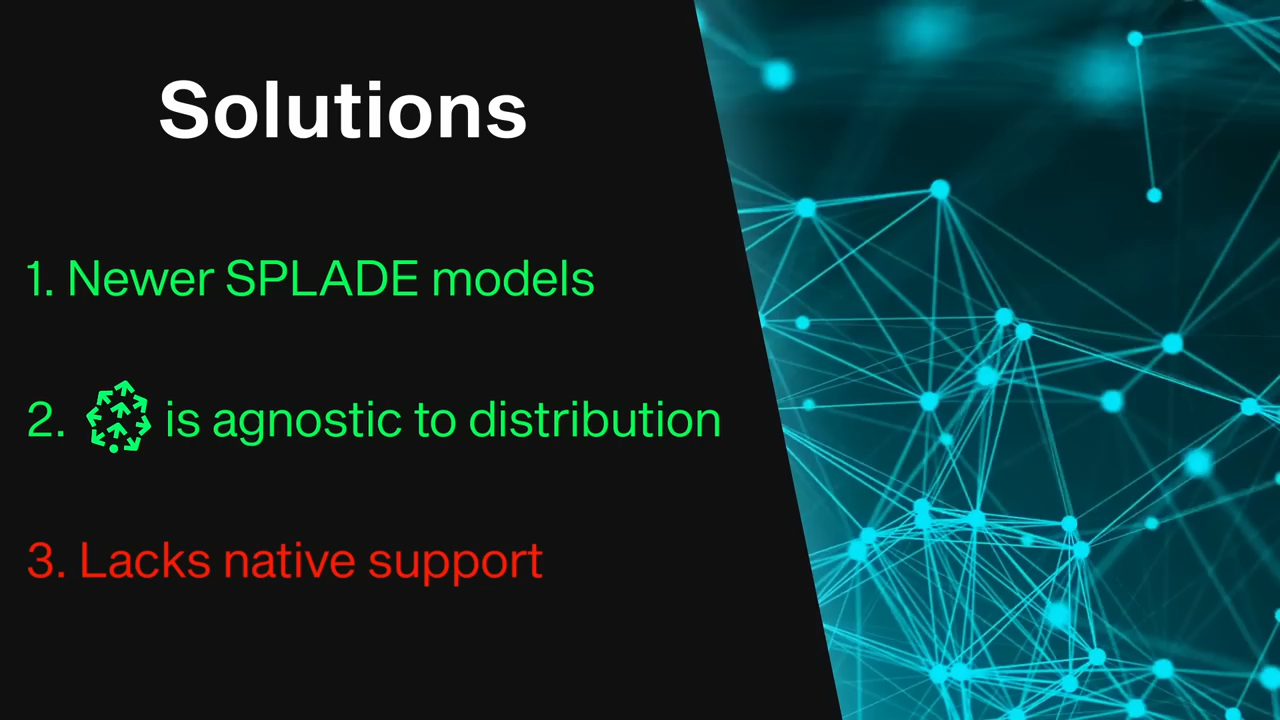 Solutions
1. Newer SPLADE models
2. is agnostic to distribution
3. Lacks native support